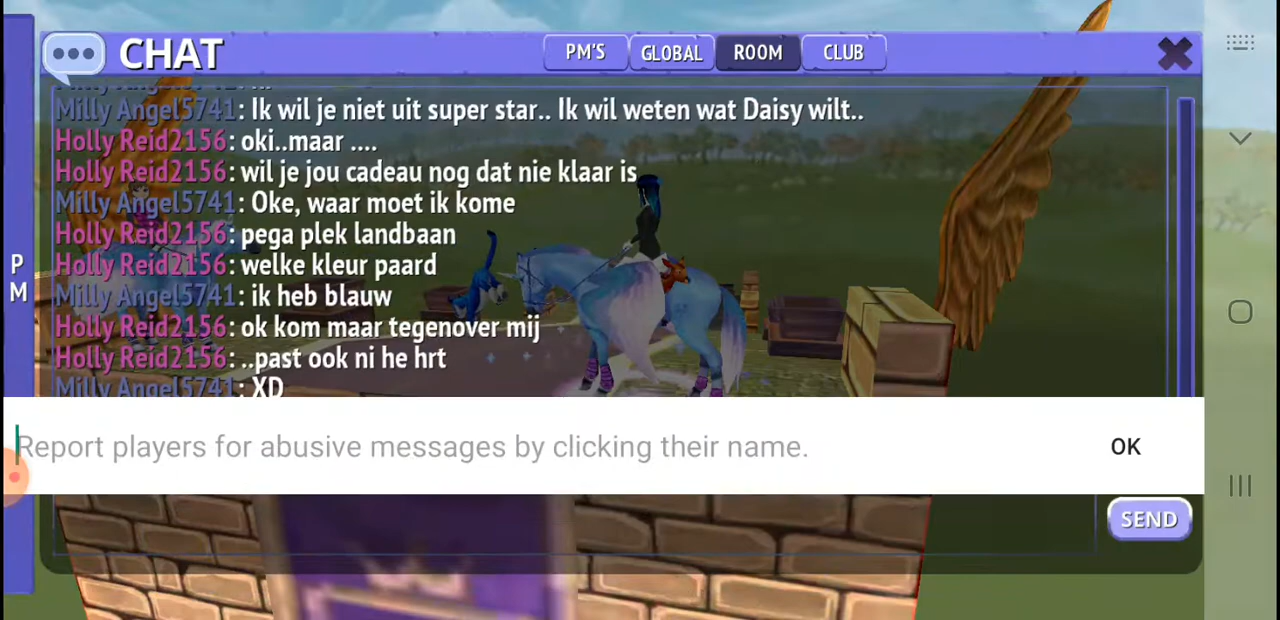 CHAT
PM'S
GLOBAL
ROOM
CLUB
Milly Angel5741: Ik wil je niet uit super star.. Ik wil weten wat Daisy wilt..
Holly Reid2156: oki..maar ....
Holly Reid2156: wil je jou cadeau nog dat nie klaar is
Milly Angel5741: Oke, waar moet ik kome
Holly Reid2156: pega plek landbaan
Holly Reid2156: welke kleur paard
Milly Angel5741: ik heb blauw
Holly Reid2156: ok kom maar tegenover mij
Holly Reid2156: ..past ook ni he hrt
Milly Angel5741: XD
P
M
Report players for abusive messages by clicking their name.
OK
SEND